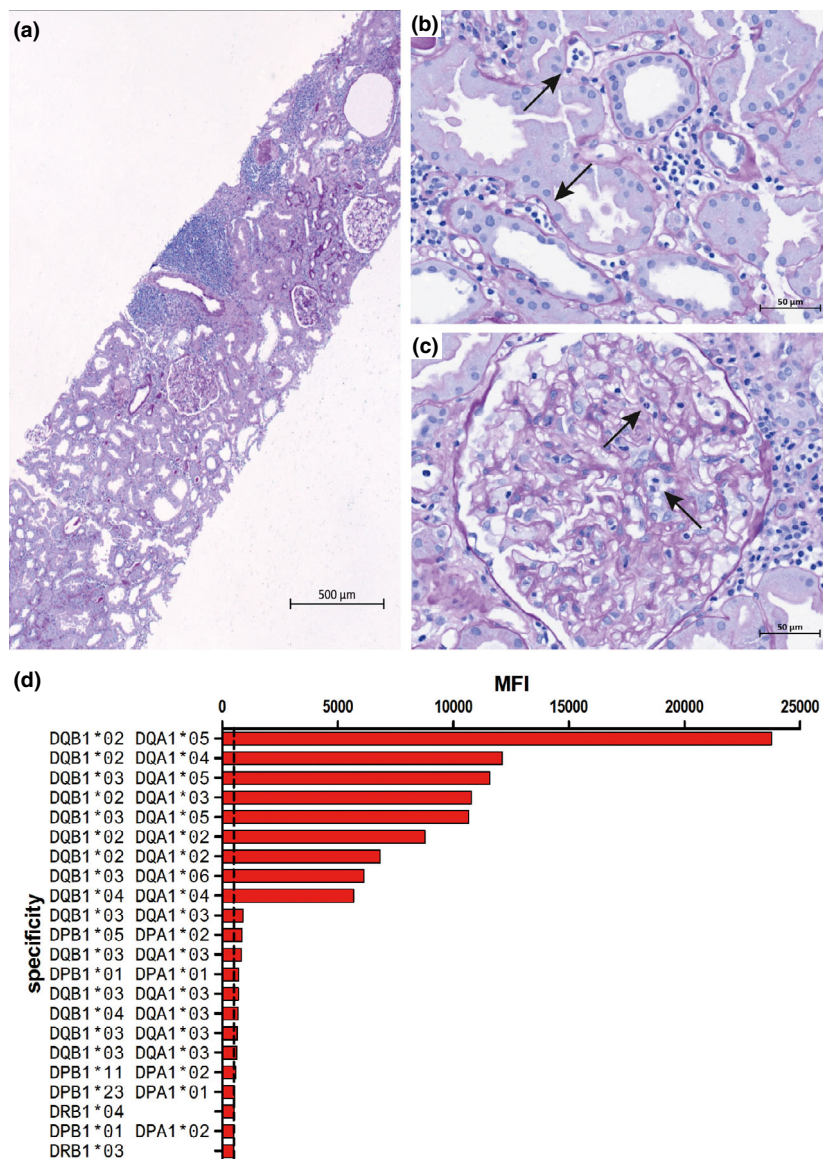 (a)
500 µm
(b)
50 µm
(c)
50 µm
(d)
MFI
0 5000 10000 15000 20000 25000
specificity
DQB1*02 DQA1*05
DQB1*02 DQA1*04
DQB1*03 DQA1*05
DQB1*02 DQA1*03
DQB1*03 DQA1*05
DQB1*02 DQA1*02
DQB1*02 DQA1*02
DQB1*03 DQA1*06
DQB1*04 DQA1*04
DQB1*03 DQA1*03
DPB1*05 DPA1*02
DQB1*03 DQA1*03
DPB1*01 DPA1*01
DQB1*03 DQA1*03
DQB1*04 DQA1*03
DQB1*03 DQA1*03
DQB1*03 DQA1*03
DPB1*11 DPA1*02
DPB1*23 DPA1*01
DRB1*04
DPB1*01 DPA1*02
DRB1*03